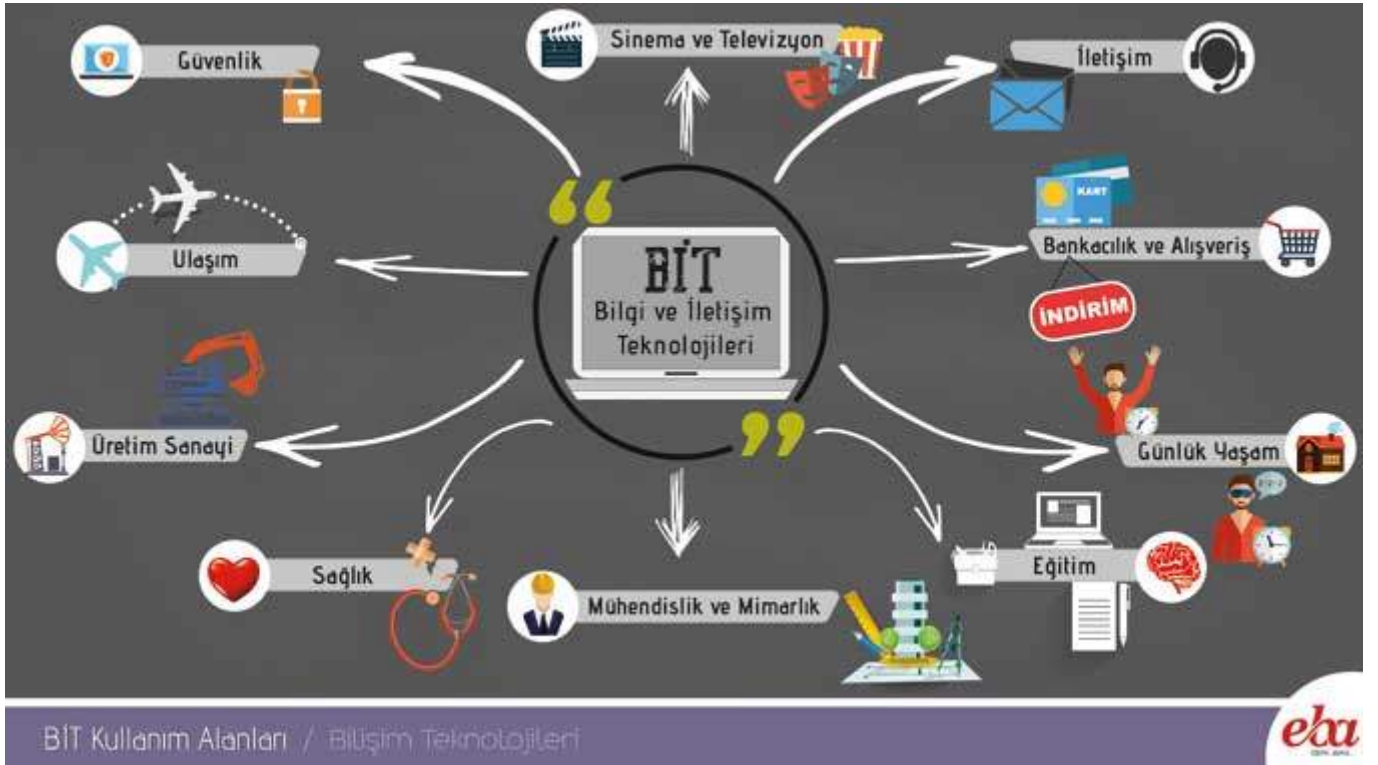 Güvenlik
Sinema ve Televizyon
İletişim
KART
Bankacılık ve Alışveriş
İNDİRİM
Ulaşım
BİT
Bilgi ve İletişim
Teknolojileri
Üretim Sanayi
Günlük Yaşam
Sağlık
Mühendislik ve Mimarlık
Eğitim
BİT Kullanım Alanları / Bilişim Teknolojileri
eba